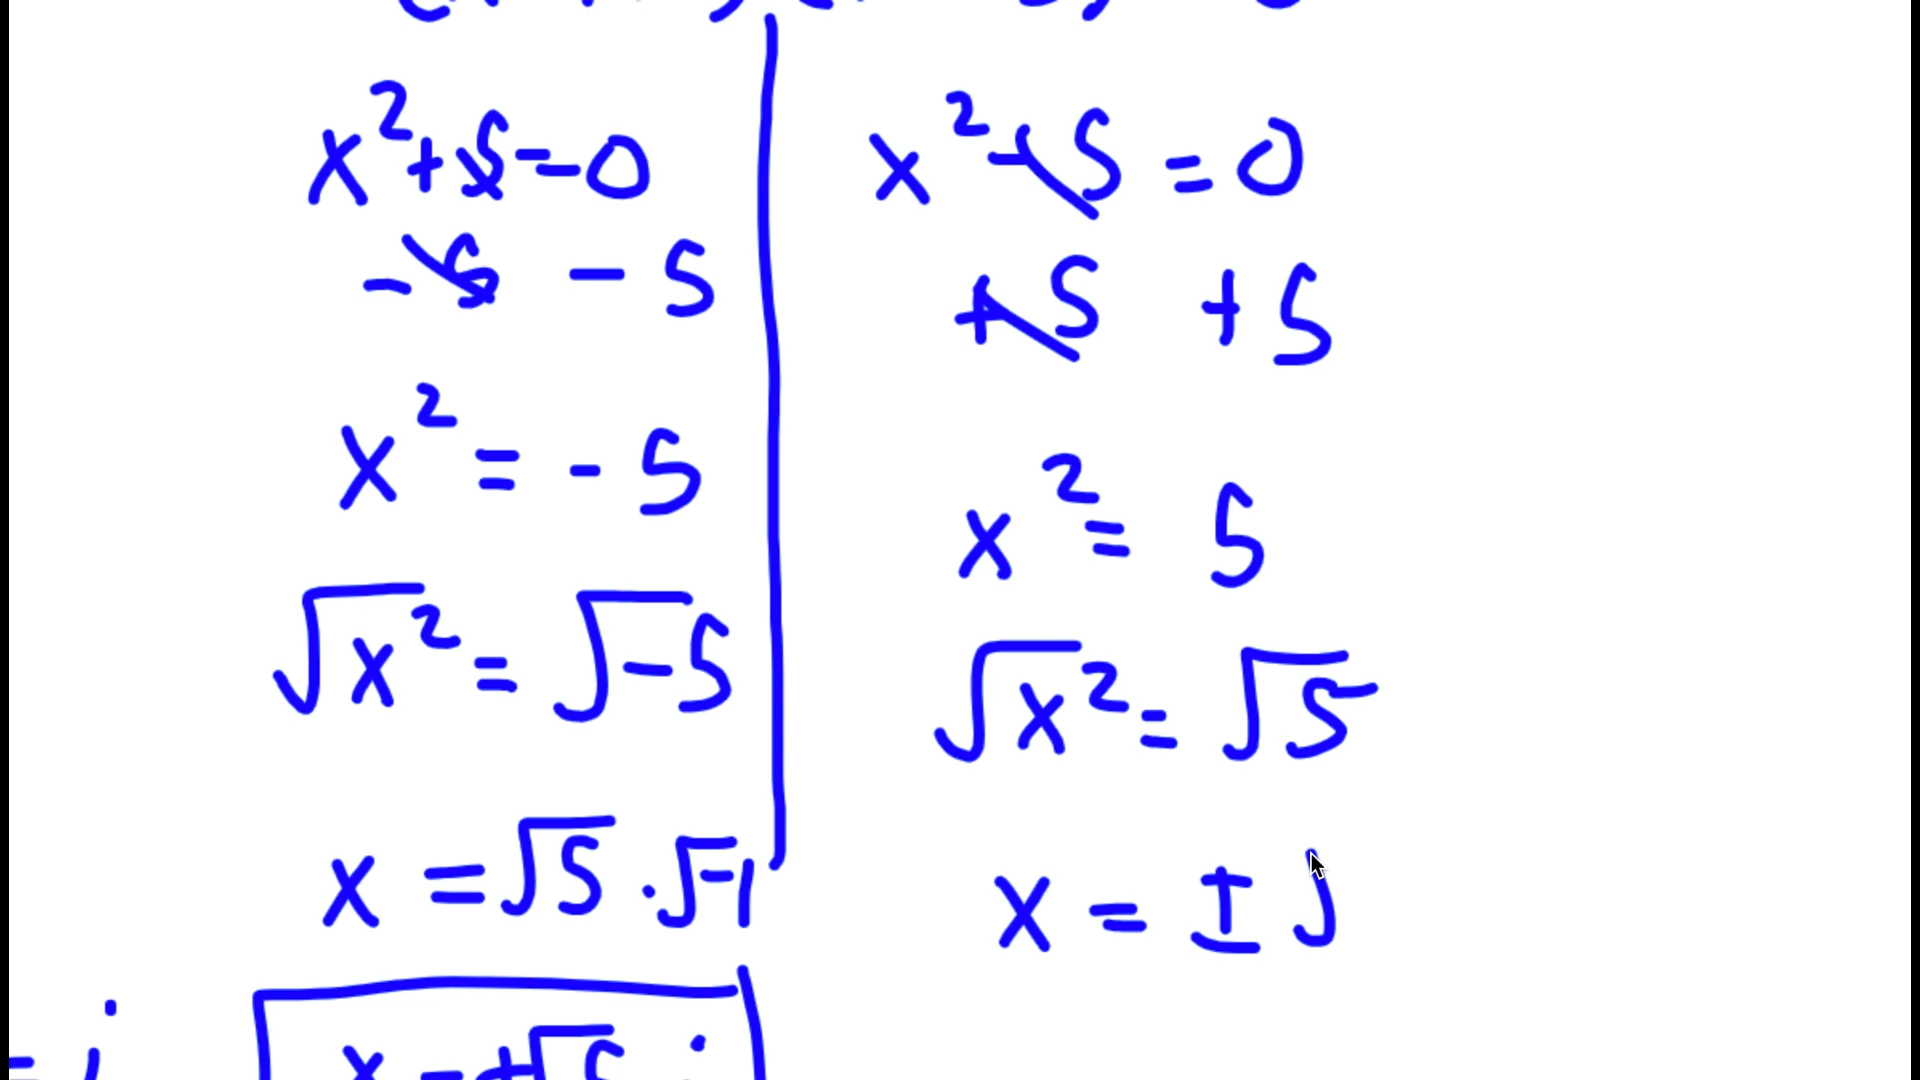 x²+5=0
-5 -5
x² = -5
√x² = √-5
x = √5 · √-1
x²-5 = 0
+5 +5
x² = 5
√x² = √5
x = ±